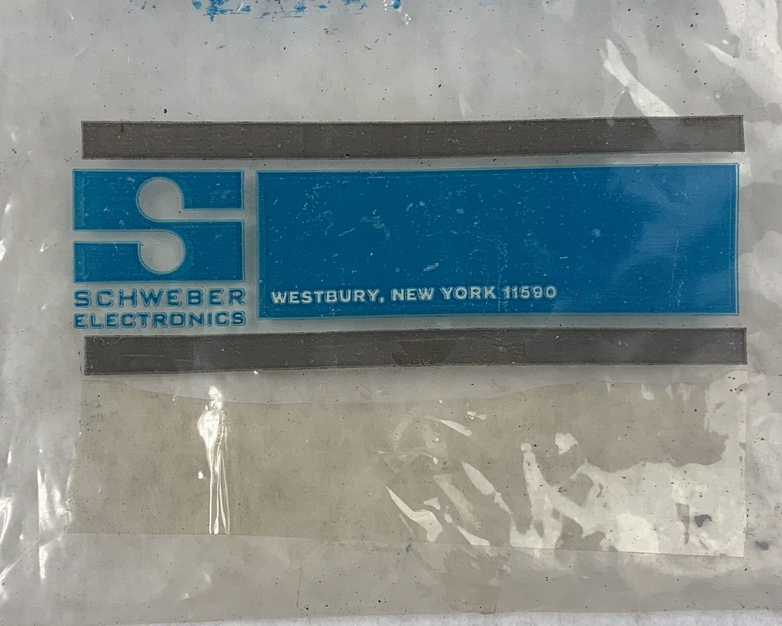 SCHWEBER
ELECTRONICS
WESTBURY, NEW YORK 11590